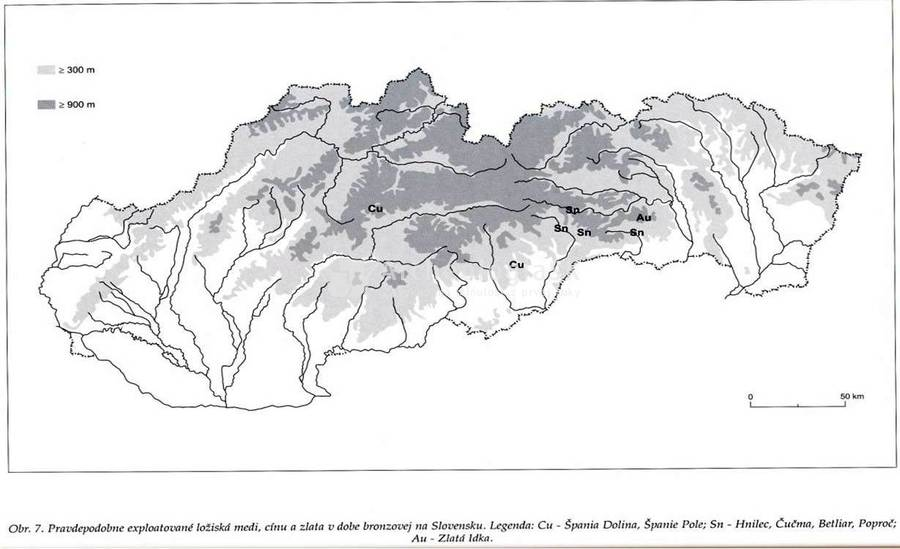 ≥ 300 m
≥ 900 m
Cu
Sn
Au
Sn
Sn
Sn
Cu
0
50 km
Obr. 7. Pravdepodobne exploatované ložiská medi, cínu a zlata v dobe bronzovej na Slovensku. Legenda: Cu - Špania Dolina, Španie Pole; Sn - Hnilec, Čučma, Betliar, Poproč;
Au - Zlatá Idka.